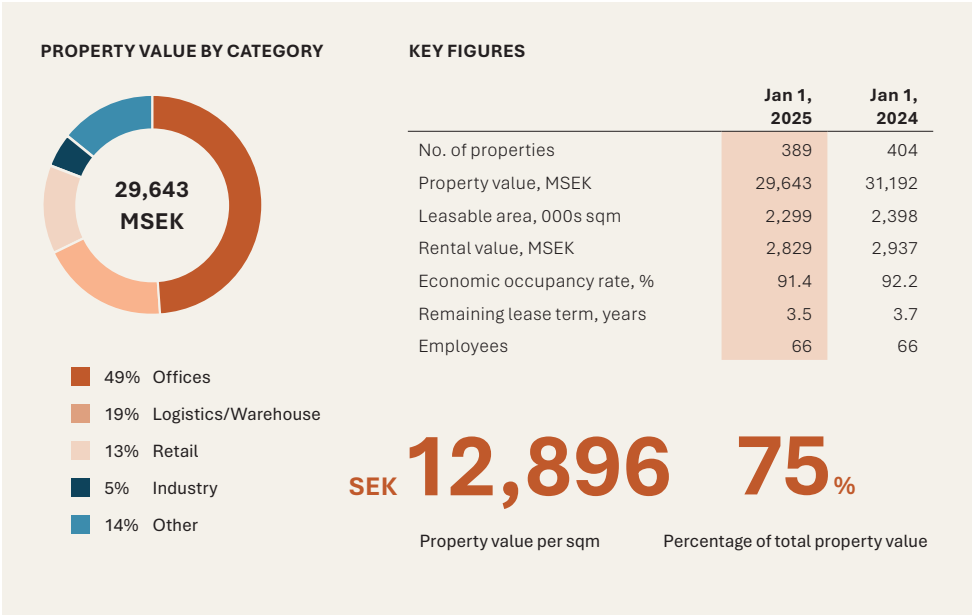 PROPERTY VALUE BY CATEGORY
29,643
MSEK
49% Offices
19% Logistics/Warehouse
13% Retail
5% Industry
14% Other
KEY FIGURES
Jan 1, Jan 1,
2025 2024
No. of properties 389 404
Property value, MSEK 29,643 31,192
Leasable area, 000s sqm 2,299 2,398
Rental value, MSEK 2,829 2,937
Economic occupancy rate, % 91.4 92.2
Remaining lease term, years 3.5 3.7
Employees 66 66
SEK 12,896
Property value per sqm
75%
Percentage of total property value